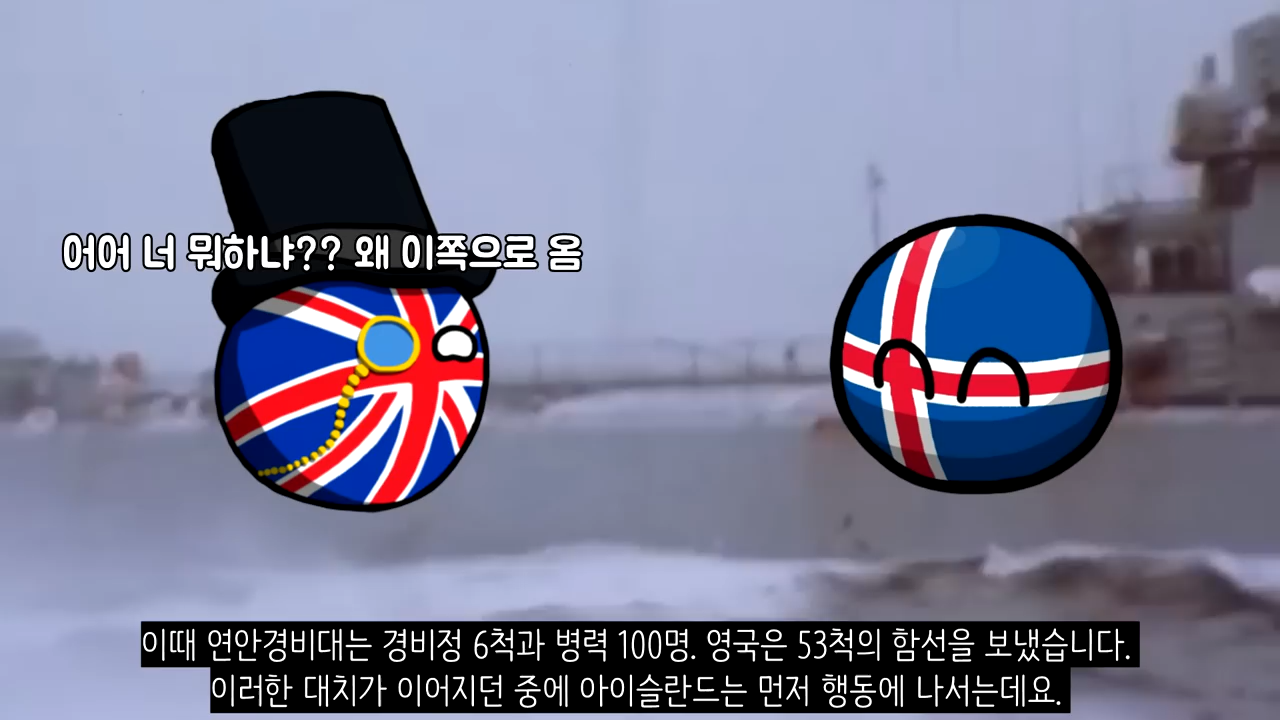 어어 너 뭐하냐?? 왜 이쪽으로 옴
이때 연안경비대는 경비정 6척과 병력 100명. 영국은 53척의 함선을 보냈습니다.
이러한 대치가 이어지던 중에 아이슬란드는 먼저 행동에 나서는데요.